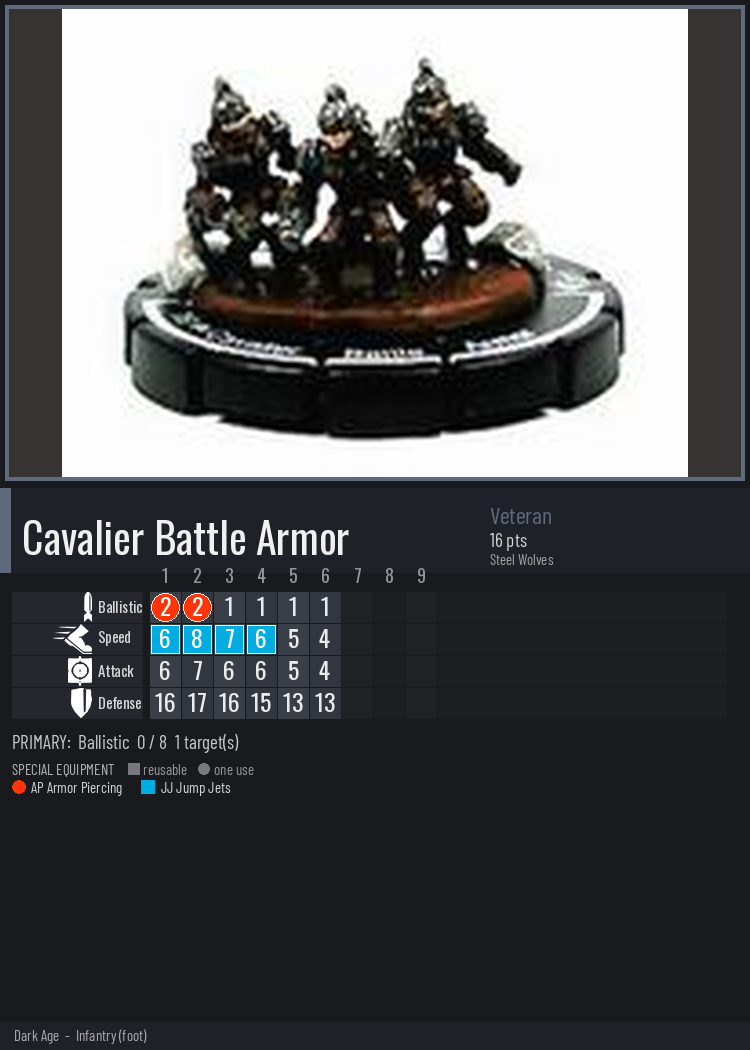 Cavalier Battle Armor
Veteran
16 pts
Steel Wolves
1 2 3 4 5 6 7 8 9
Ballistic 2 2 1 1 1 1
Speed 6 8 7 6 5 4
Attack 6 7 6 6 5 4
Defense 16 17 16 15 13 13
PRIMARY: Ballistic 0 / 8 1 target(s)
SPECIAL EQUIPMENT reusable one use
AP Armor Piercing JJ Jump Jets
Dark Age - Infantry (foot)